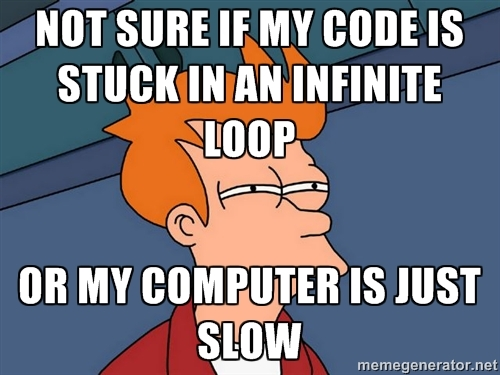 NOT SURE IF MY CODE IS
STUCK IN AN INFINITE
LOOP
OR MY COMPUTER IS JUST
SLOW
memegenerator.net